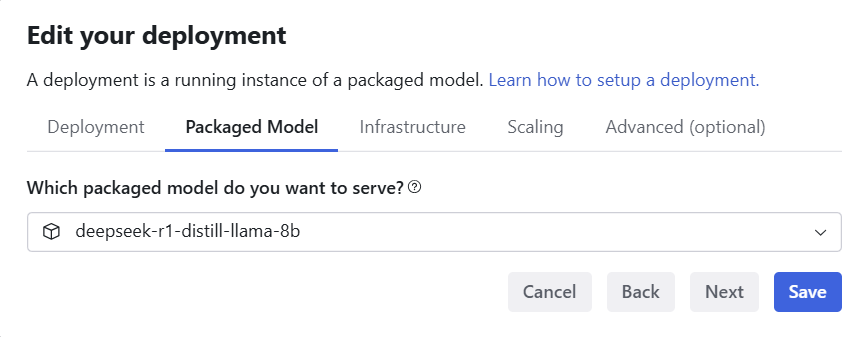 Edit your deployment
A deployment is a running instance of a packaged model. Learn how to setup a deployment.
Deployment Packaged Model Infrastructure Scaling Advanced (optional)
Which packaged model do you want to serve?
deepseek-r1-distill-llama-8b
Cancel Back Next Save